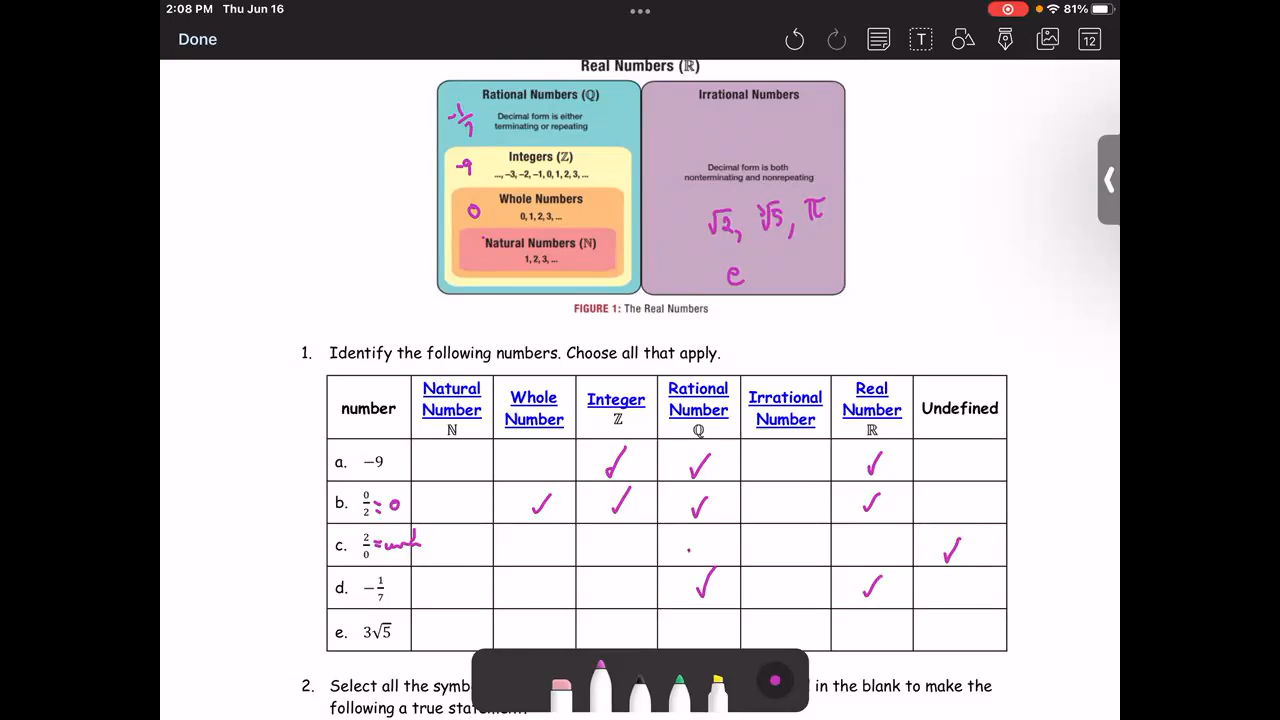 2:08 PM Thu Jun 16
81%
Done
12
Real Numbers (ℝ)
Rational Numbers (ℚ)
Decimal form is either
terminating or repeating
-1/7
Integers (ℤ)
..., –3, –2, –1, 0, 1, 2, 3, ...
-9
Whole Numbers
0, 1, 2, 3, ...
0
Natural Numbers (ℕ)
1, 2, 3, ...
Irrational Numbers
Decimal form is both
nonterminating and nonrepeating
√2, ∛5, π
e
FIGURE 1: The Real Numbers
1. Identify the following numbers. Choose all that apply.
number Natural Number ℕ Whole Number Integer ℤ Rational Number ℚ Irrational Number Real Number ℝ Undefined
a. −9 ✓ ✓ ✓
b. 0/2 = 0 ✓ ✓ ✓ ✓
c. 2/0 = und ✓
d. −1/7 ✓ ✓
e. 3√5
2. Select all the symb in the blank to make the
following a true statement.